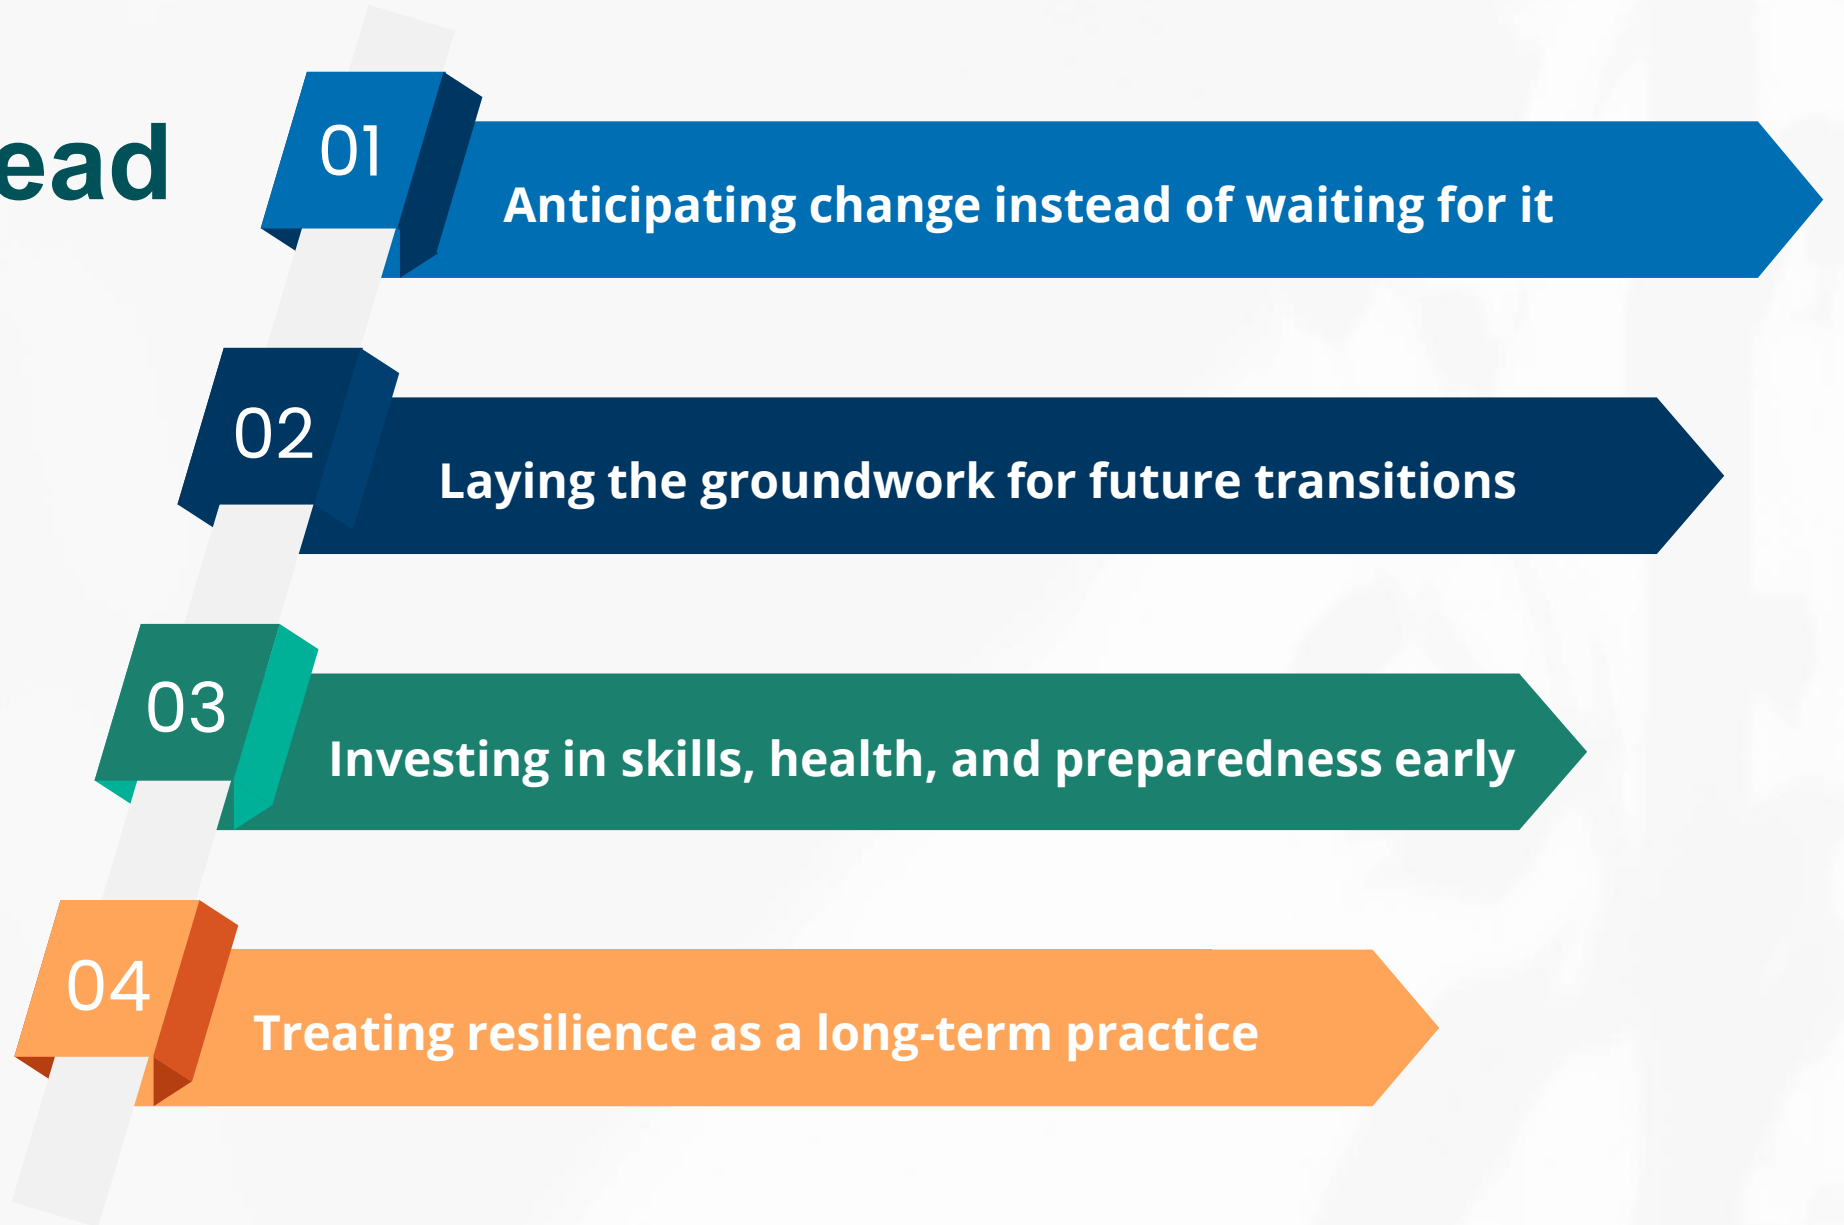 ead
01
Anticipating change instead of waiting for it
02
Laying the groundwork for future transitions
03
Investing in skills, health, and preparedness early
04
Treating resilience as a long-term practice